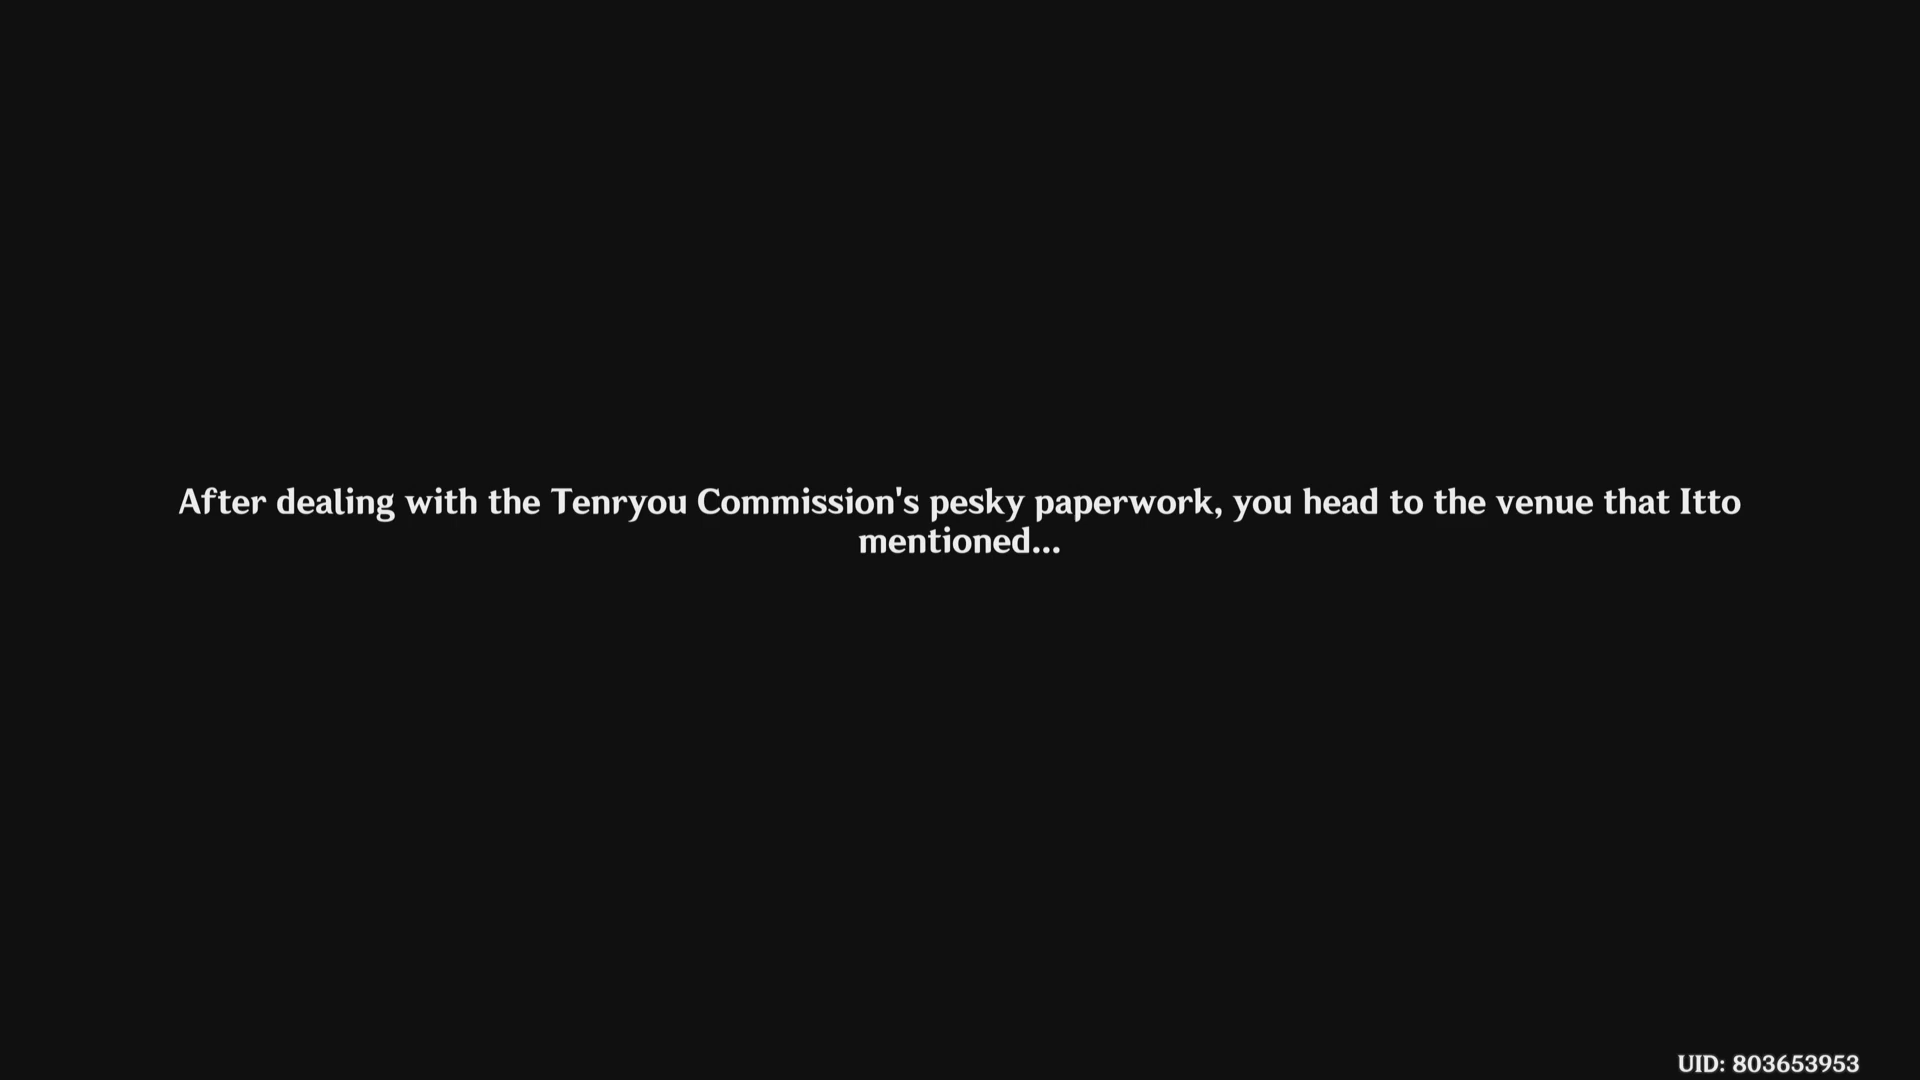 After dealing with the Tenryou Commission's pesky paperwork, you head to the venue that Itto
mentioned...
UID: 803653953